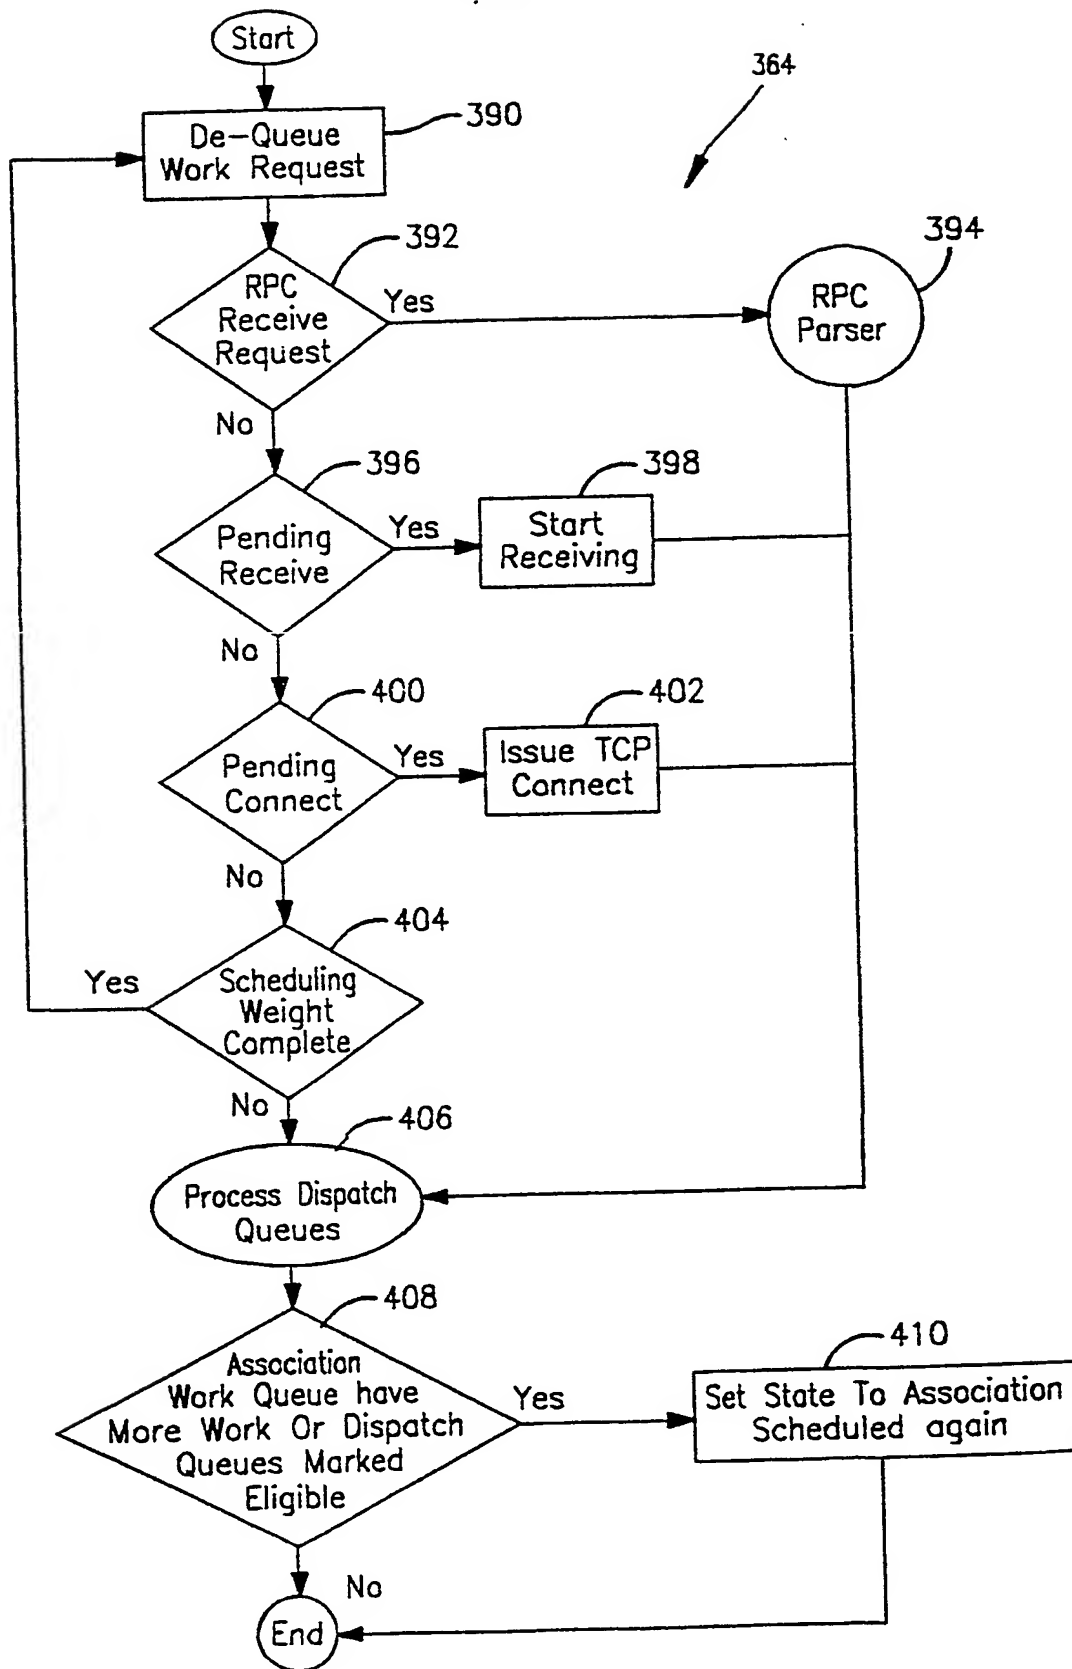 Start
364
De-Queue
Work Request
390
392
RPC
Receive
Request
Yes
394
RPC
Parser
No
396
Pending
Receive
Yes
398
Start
Receiving
No
400
Pending
Connect
Yes
402
Issue TCP
Connect
No
404
Scheduling
Weight
Complete
Yes
No
406
Process Dispatch
Queues
408
Association
Work Queue have
More Work Or Dispatch
Queues Marked
Eligible
Yes
410
Set State To Association
Scheduled again
No
End